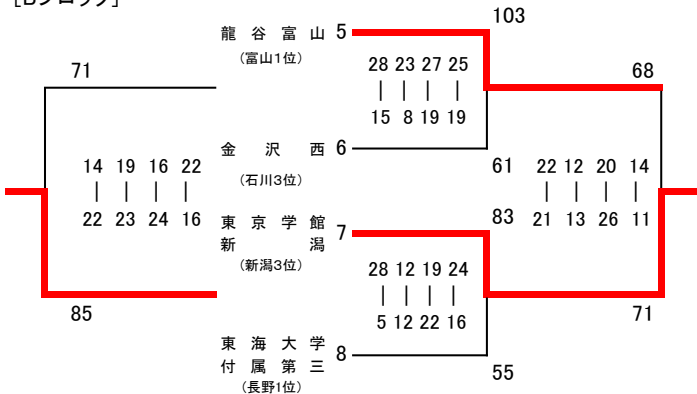 [Bブロック]
103
龍谷富山 5
(富山1位)
28 23 27 25
| | | |
15 8 19 19
71
68
金沢西 6
(石川3位)
61
14 19 16 22
| | | |
22 23 24 16
22 12 20 14
| | | |
21 13 26 11
東京学館
新潟
7
(新潟3位)
83
28 12 19 24
| | | |
5 12 22 16
85
71
東海大学
付属第三
8
(長野1位)
55